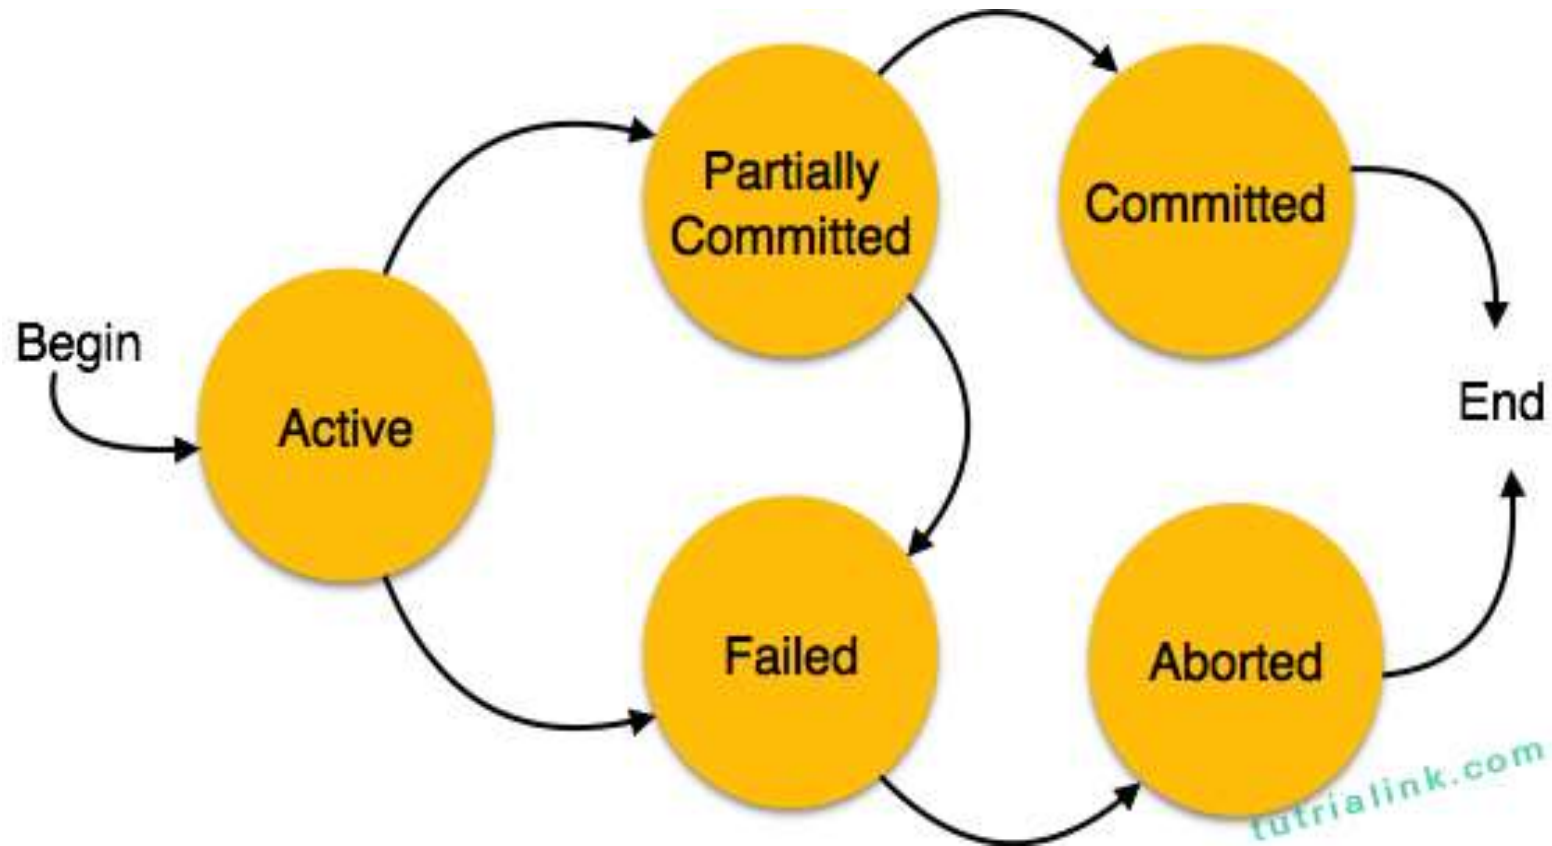 Begin
Active
Partially
Committed
Committed
End
Failed
Aborted
tutrialink.com